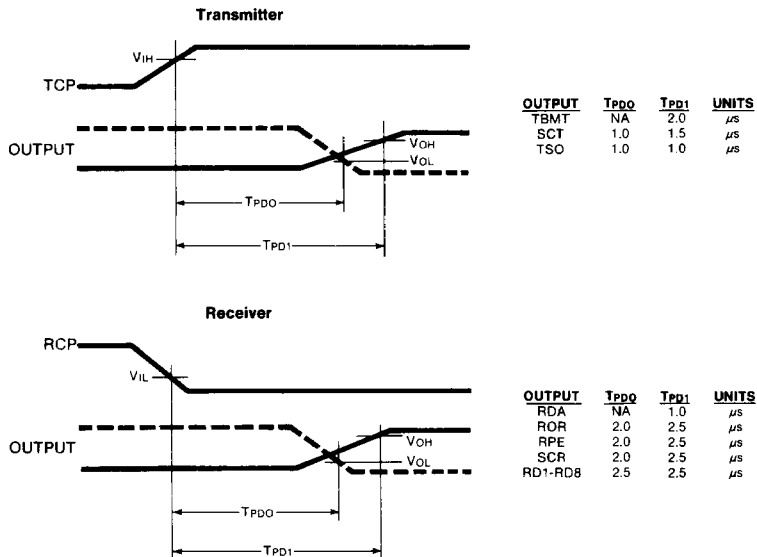 Transmitter
TCP
VIH
OUTPUT
VOH
VOL
TPDO
TPD1
OUTPUT TPDO TPD1 UNITS
TBMT NA 2.0 μs
SCT 1.0 1.5 μs
TSO 1.0 1.0 μs
Receiver
RCP
VIL
OUTPUT
VOH
VOL
TPDO
TPD1
OUTPUT TPDO TPD1 UNITS
RDA NA 1.0 μs
ROR 2.0 2.5 μs
RPE 2.0 2.5 μs
SCR 2.0 2.5 μs
RD1-RD8 2.5 2.5 μs